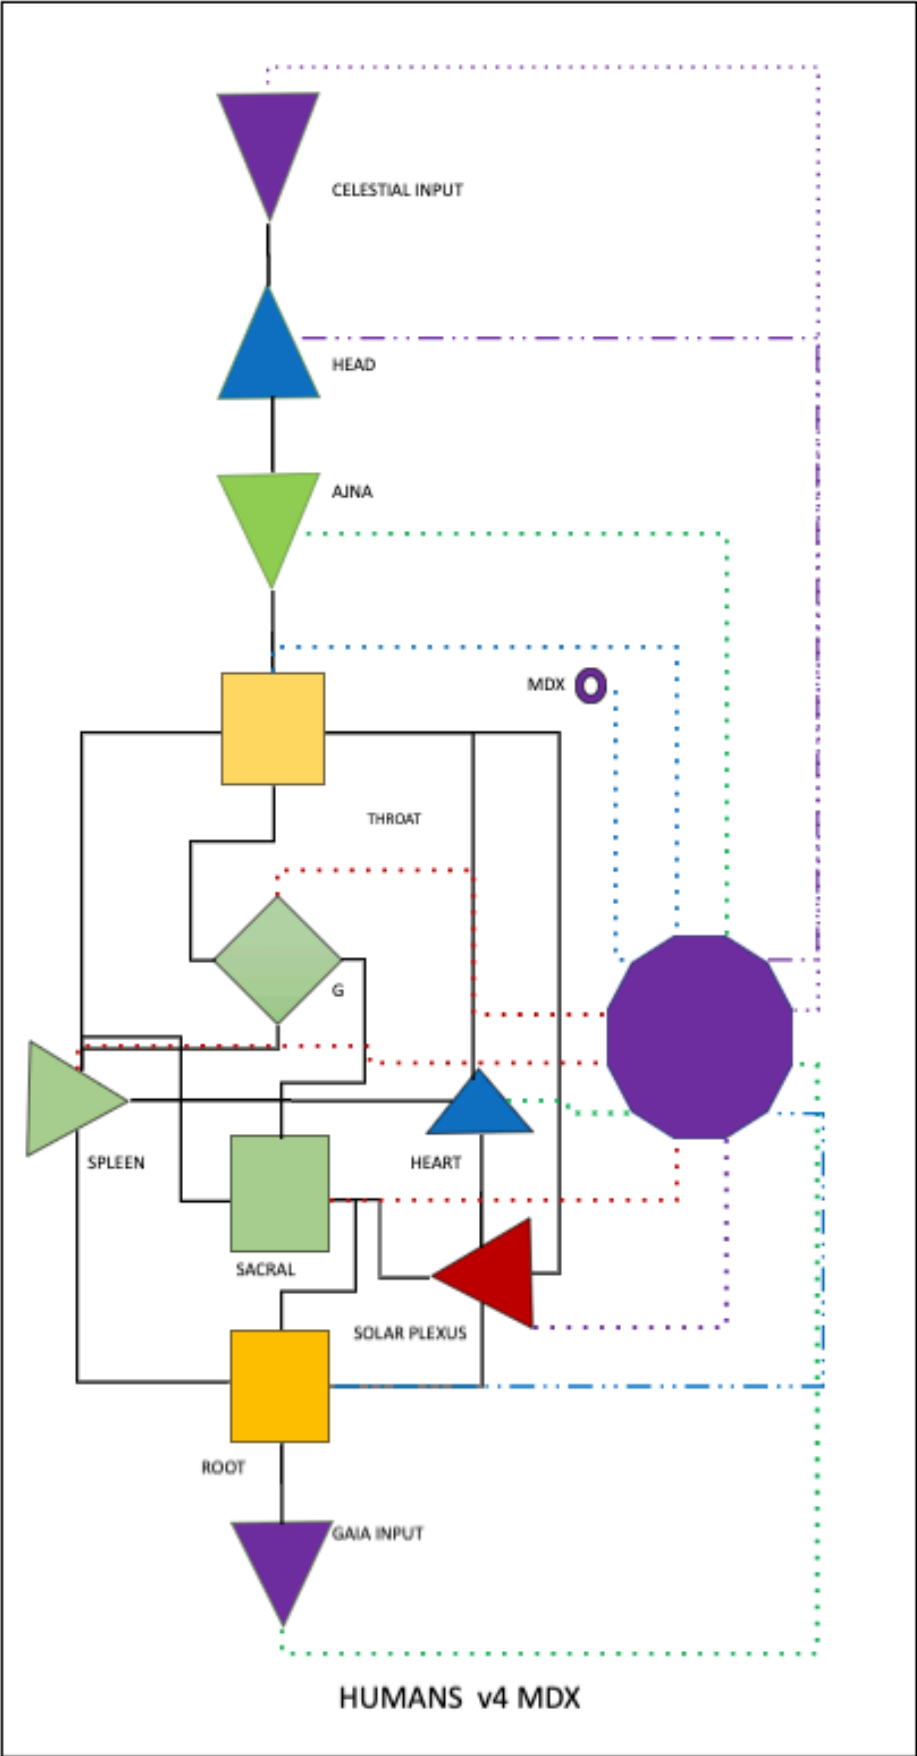 CELESTIAL INPUT
HEAD
AJNA
MDX
THROAT
G
SPLEEN
HEART
SACRAL
SOLAR PLEXUS
ROOT
GAIA INPUT
HUMANS v4 MDX